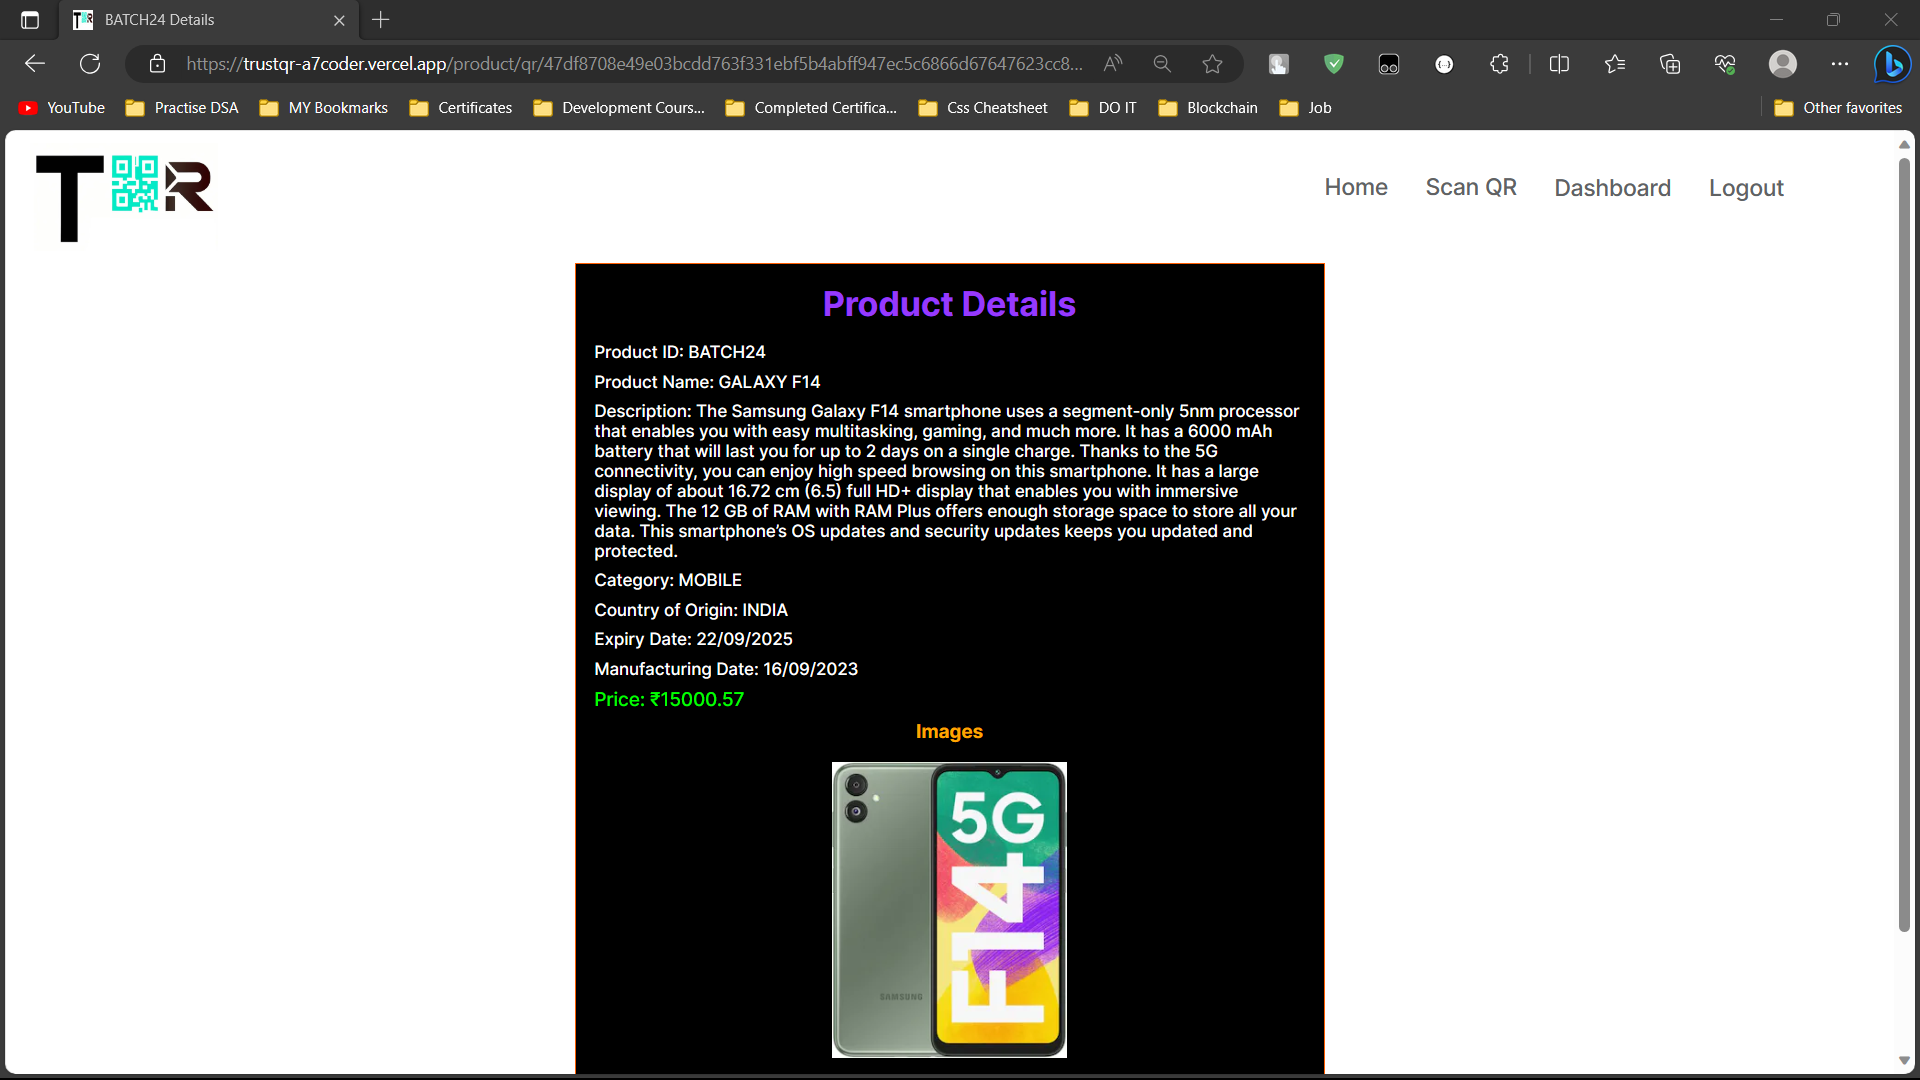 BATCH24 Details
https://trustqr-a7coder.vercel.app/product/qr/47df8708e49e03bcdd763f331ebf5b4abff947ec5c6866d67647623cc8...
YouTube Practise DSA MY Bookmarks Certificates Development Cours... Completed Certifica... Css Cheatsheet DO IT Blockchain Job Other favorites
T R
Home Scan QR Dashboard Logout
Product Details
Product ID: BATCH24
Product Name: GALAXY F14
Description: The Samsung Galaxy F14 smartphone uses a segment-only 5nm processor
that enables you with easy multitasking, gaming, and much more. It has a 6000 mAh
battery that will last you for up to 2 days on a single charge. Thanks to the 5G
connectivity, you can enjoy high speed browsing on this smartphone. It has a large
display of about 16.72 cm (6.5) full HD+ display that enables you with immersive
viewing. The 12 GB of RAM with RAM Plus offers enough storage space to store all your
data. This smartphone’s OS updates and security updates keeps you updated and
protected.
Category: MOBILE
Country of Origin: INDIA
Expiry Date: 22/09/2025
Manufacturing Date: 16/09/2023
Price: ₹15000.57
Images
5G
F14
SAMSUNG